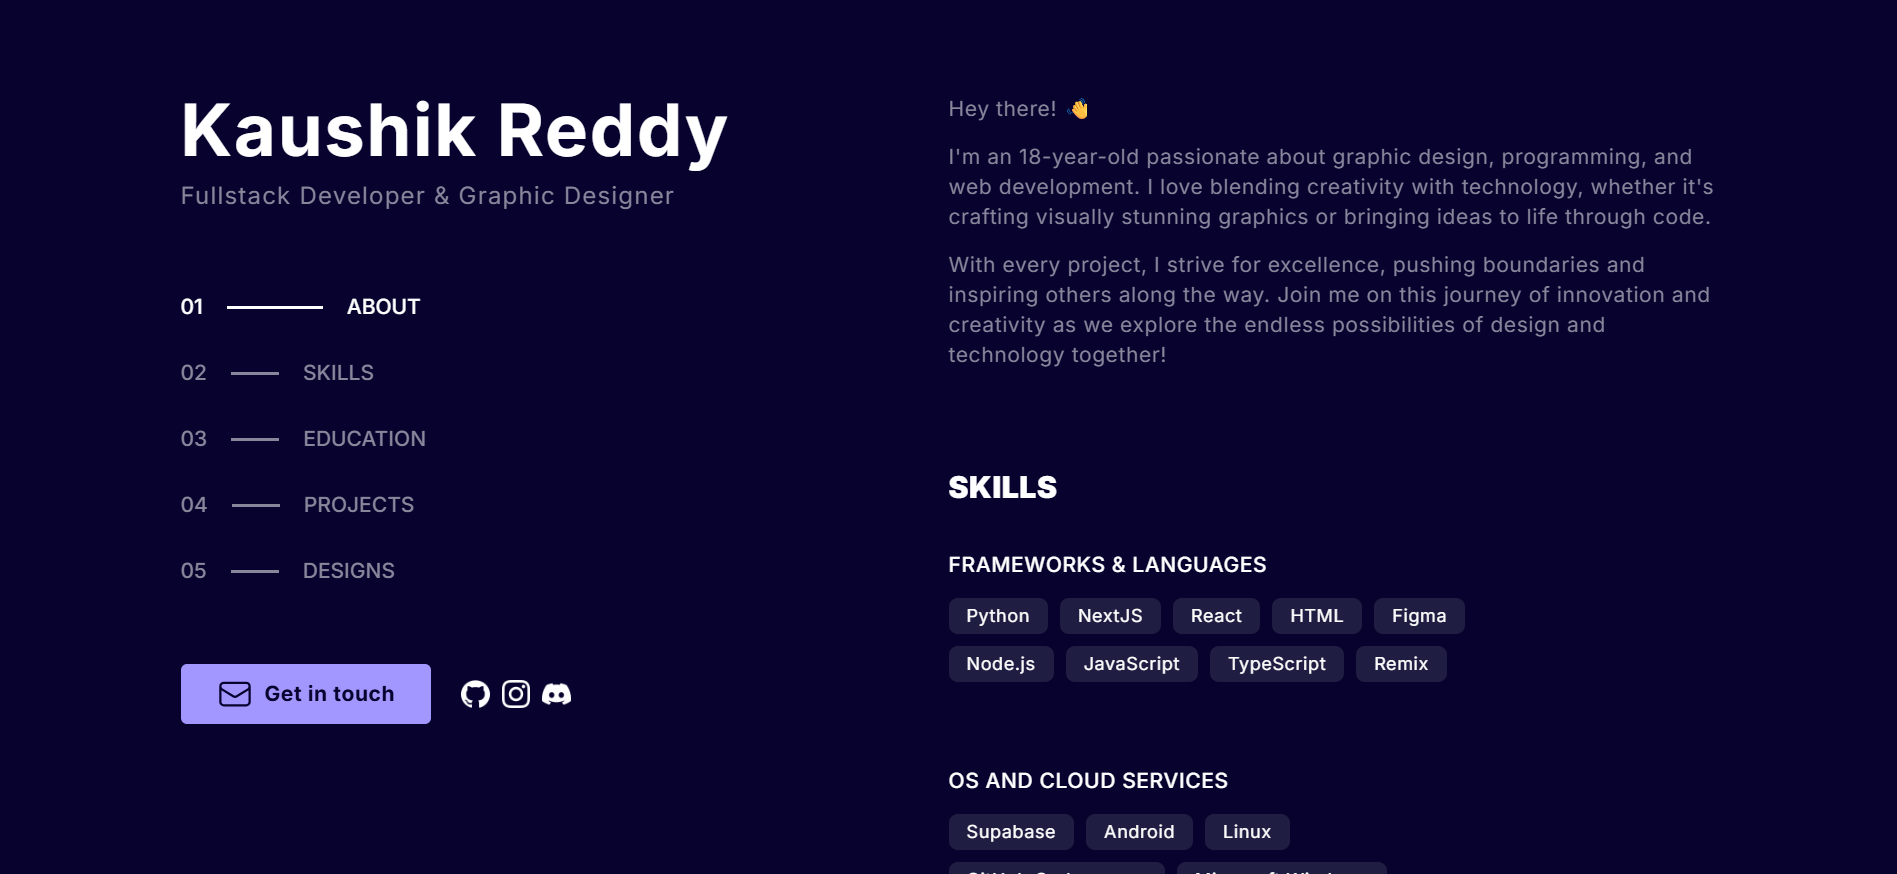 Kaushik Reddy
Fullstack Developer & Graphic Designer
01 ABOUT
02 SKILLS
03 EDUCATION
04 PROJECTS
05 DESIGNS
Get in touch
Hey there! 👋
I'm an 18-year-old passionate about graphic design, programming, and
web development. I love blending creativity with technology, whether it's
crafting visually stunning graphics or bringing ideas to life through code.
With every project, I strive for excellence, pushing boundaries and
inspiring others along the way. Join me on this journey of innovation and
creativity as we explore the endless possibilities of design and
technology together!
SKILLS
FRAMEWORKS & LANGUAGES
Python NextJS React HTML Figma
Node.js JavaScript TypeScript Remix
OS AND CLOUD SERVICES
Supabase Android Linux